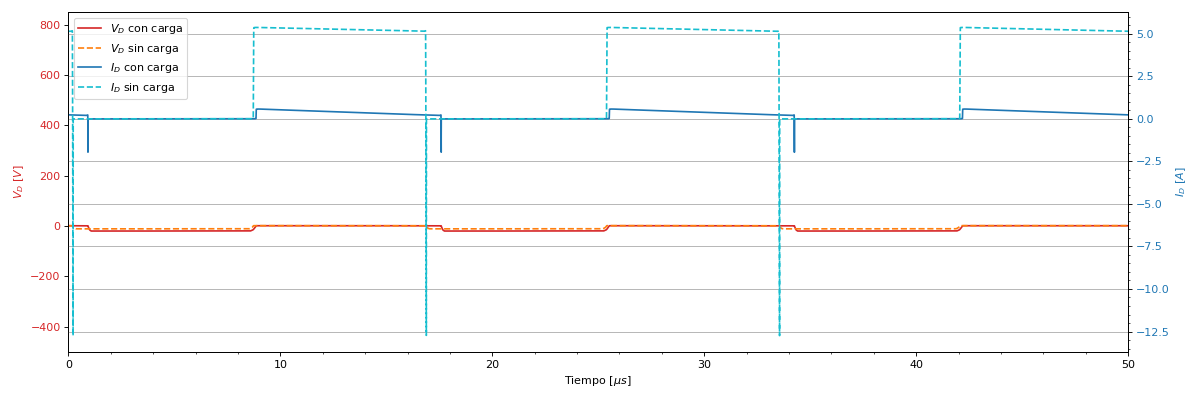 V_D con carga
V_D sin carga
I_D con carga
I_D sin carga
800
600
400
200
0
−200
−400
V_D [V]
5.0
2.5
0.0
−2.5
−5.0
−7.5
−10.0
−12.5
I_D [A]
0 10 20 30 40 50
Tiempo [μs]